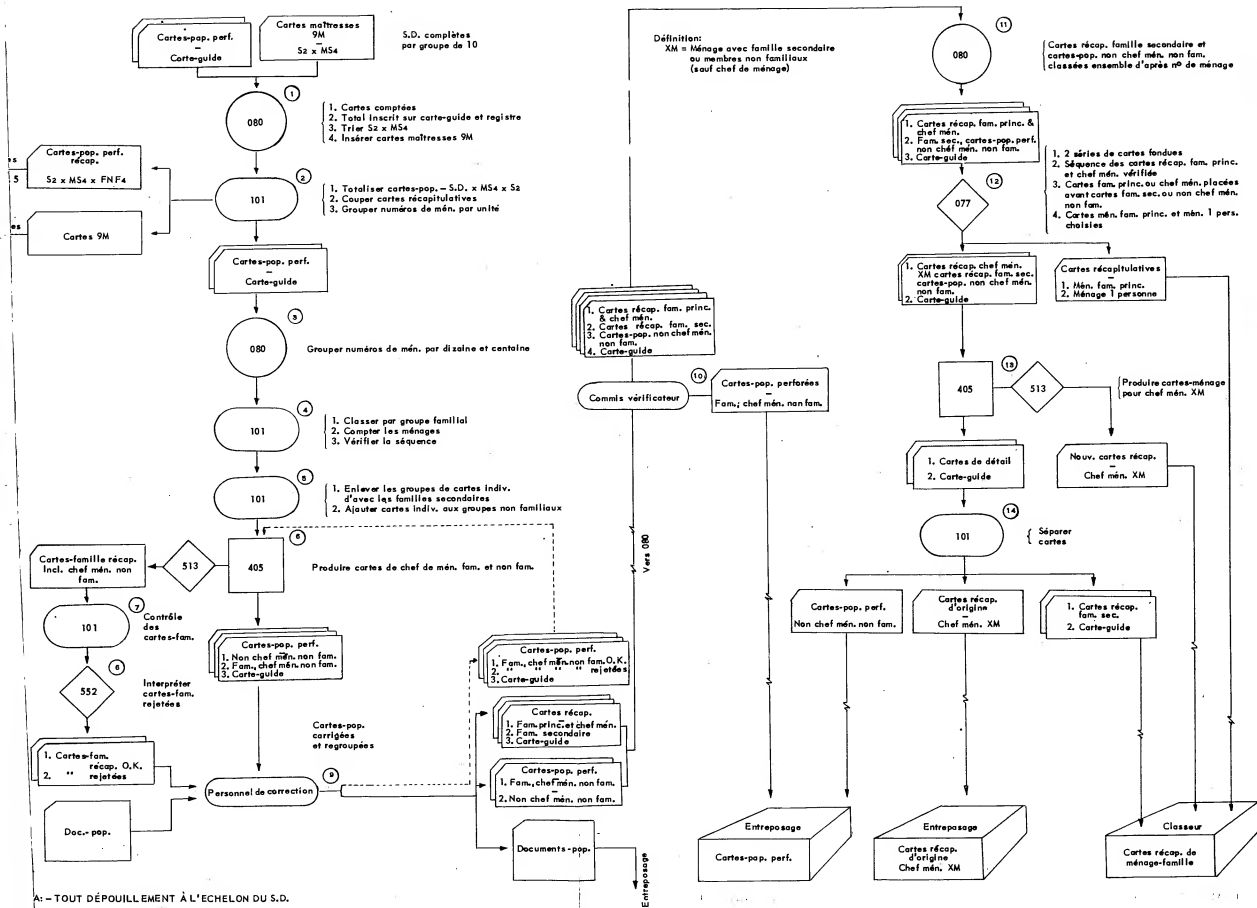 Cartes-pop. perf.
–
Corte-guide
Cartes maîtresses
9M
–
S2 x MS4
S.D. complètes
par groupe de 10
1
080
1. Cartes comptées
2. Total inscrit sur carte-guide et registre
3. Trier S2 x MS4
4. Insérer cartes maîtresses 9M
Cartes-pop. perf.
récap.
S2 x MS4 x FNF4
5
Cartes 9M
2
101
1. Totaliser cartes-pop. – S.D. x MS4 x S2
2. Couper cartes récapitulatives
3. Grouper numéros de mén. par unité
Cartes-pop. perf.
–
Carte-guide
3
080
Grouper numéros de mén. par dizaine et centaine
4
101
1. Classer par groupe familial
2. Compter les ménages
3. Vérifier la séquence
5
101
1. Enlever les groupes de cartes indiv.
d'avec les familles secondaires
2. Ajouter cartes indiv. aux groupes non familiaux
6
405
513
Produire cartes de chef de mén. fam. et non fam.
Cartes-famille récap.
Incl. chef mén. non
fam.
7
101
Contrôle
des
cartes-fam.
6
552
Interpréter
cartes-fam.
rejetées
1. Cartes-fam.
récap. O.K.
2. " rejetées
Doc.- pop.
Cartes-pop. perf.
1. Non chef mén. non fam.
2. Fam., chef mén. non fam.
3. Carte-guide
Cartes-pop.
carrigées
et regroupées
9
Personnel de correction
Cartes-pop. perf.
1. Fam., chef mén. non fam. O.K.
2. " " " " rejetées
3. Carte-guide
Cartes récap.
1. Fam. princ. et chef mén.
2. Fam. secondaire
3. Carte-guide
Cartes-pop. perf.
1. Fam., chef mén. non fam.
–
2. Non chef mén. non fam.
Documents-pop.
Entreposage
A: – TOUT DÉPOUILLEMENT À L'ECHELON DU S.D.
1. Cartes récap. fam. princ.
& chef mén.
2. Cartes récap. fam. sec.
3. Cartes-pop. non chef mén.
non fam.
4. Carte-guide
Commis vérificateur
10
Cartes-pop. perforées
–
Fam.; chef mén. nan fam.
Vers 080
Définition:
XM = Ménage avec famille secondaire
ou membres non familiaux
(sauf chef de ménage)
11
080
Cartes récap. famille secondaire et
cartes-pop. non chef mén. non fam.
classées ensemble d'après nº de ménage
1. Cartes récap. fam. princ. &
chef mén.
2. Fam. sec., cartes-pop. perf.
non chéf mén. non fam.
3. Carte-guide
12
077
1. 2 séries de cartes fondues
2. Séquence des cartes récap. fam. princ.
et chef mén. vérifiée
3. Cartes fam. princ. ou chef mén. placées
avant cartes fam. sec. ou non chef mén.
non fam.
4. Cartes mén. fam. princ. et mén. 1 pers.
choisies
1. Cartes récap. chef mén.
XM cartes récap. fam. sec.
cartes-pop. non chef mén.
non fam.
2. Carte-guide
Cartes récapitulatives
–
1. Mén. fam. princ.
2. Ménage 1 personne
13
405
513
Produire cartes-ménage
pour chef mén. XM
1. Cartes de détail
2. Carte-guide
Nouv. cartes récap.
–
Chef mén. XM
14
101
Séparer
cartes
Cartes-pop. perf.
–
Non chef mén. non fam.
Cartes récap.
d'origine
–
Chef mén. XM
1. Cartes récap.
fam. sec.
2. Carte-guide
Entreposage
Cartes-pap. perf.
Entrepasage
Cartes récap.
d'origine
Chef mén. XM
Classeur
Cartes récap. de
ménage-famille